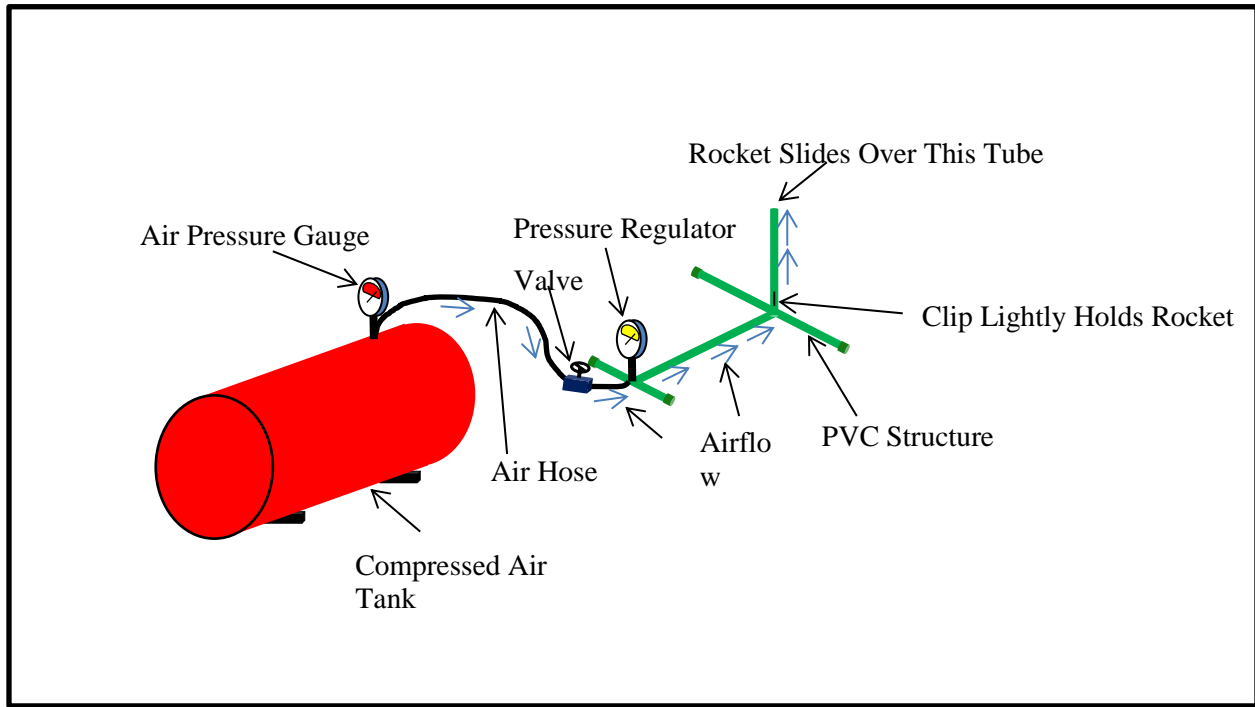 Rocket Slides Over This Tube
Air Pressure Gauge
Pressure Regulator
Valve
Clip Lightly Holds Rocket
Airflo
w
PVC Structure
Air Hose
Compressed Air
Tank